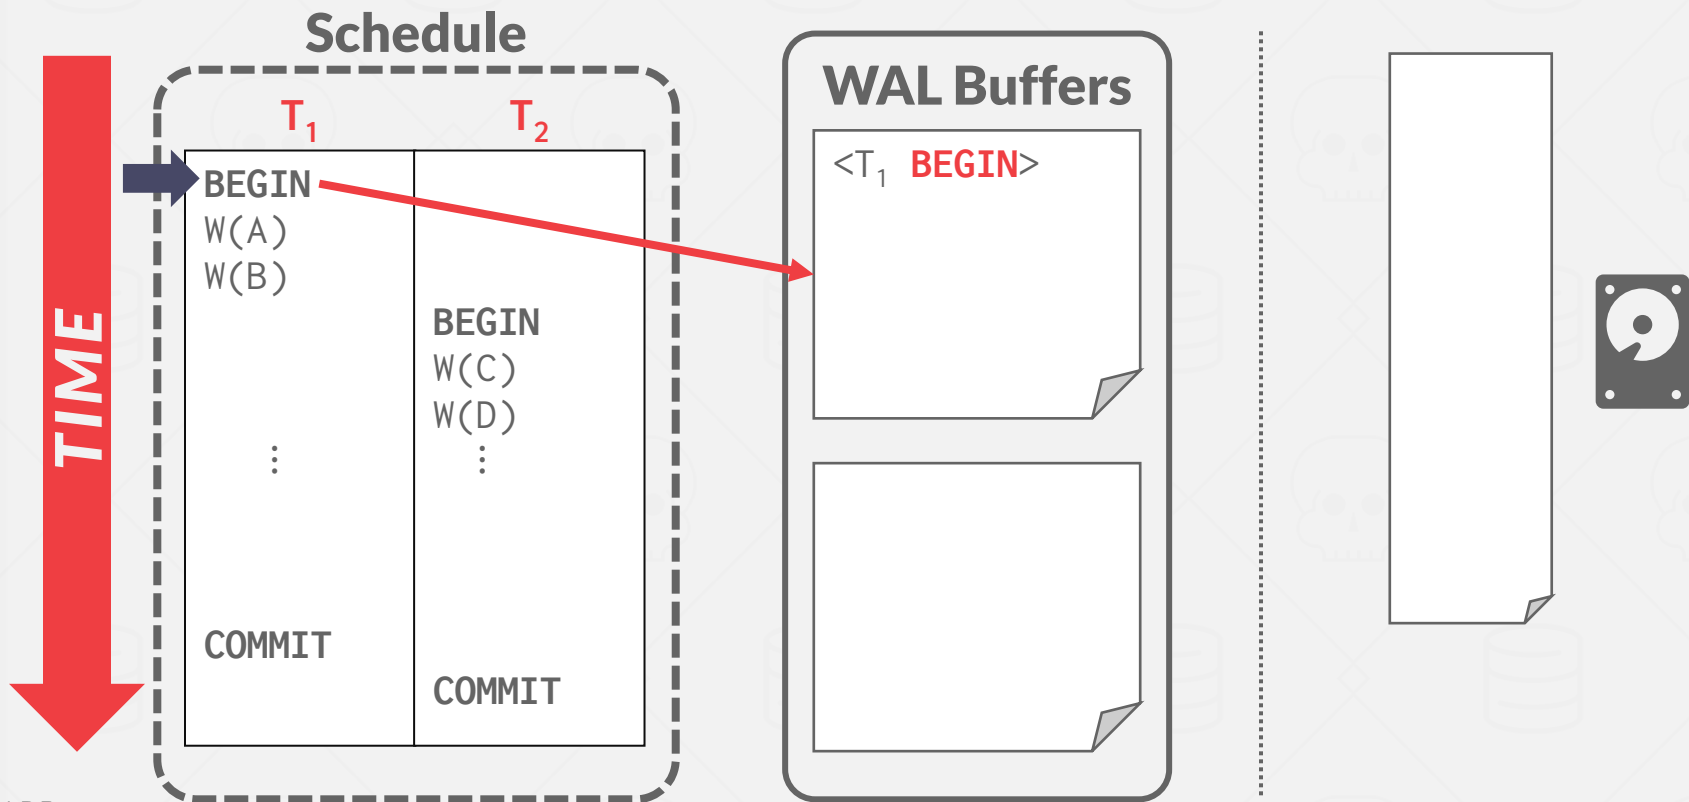 Schedule
T1
T2
BEGIN
W(A)
W(B)
⋮
COMMIT
BEGIN
W(C)
W(D)
⋮
COMMIT
TIME
WAL Buffers
<T1 BEGIN>